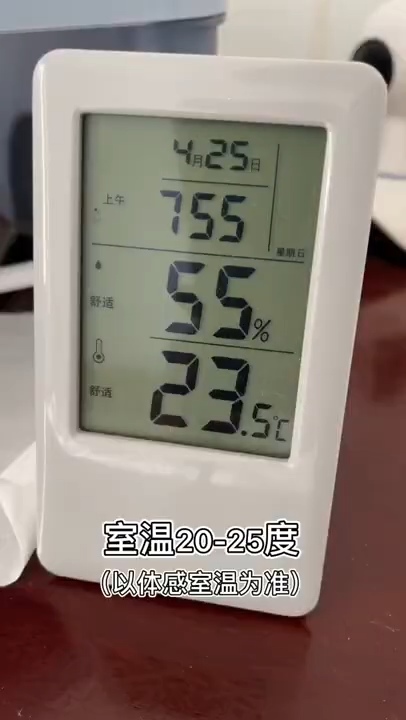 4月25日
上午
755
星期日
55%
舒适
23.5℃
舒适
室温20-25度
（以体感室温为准）